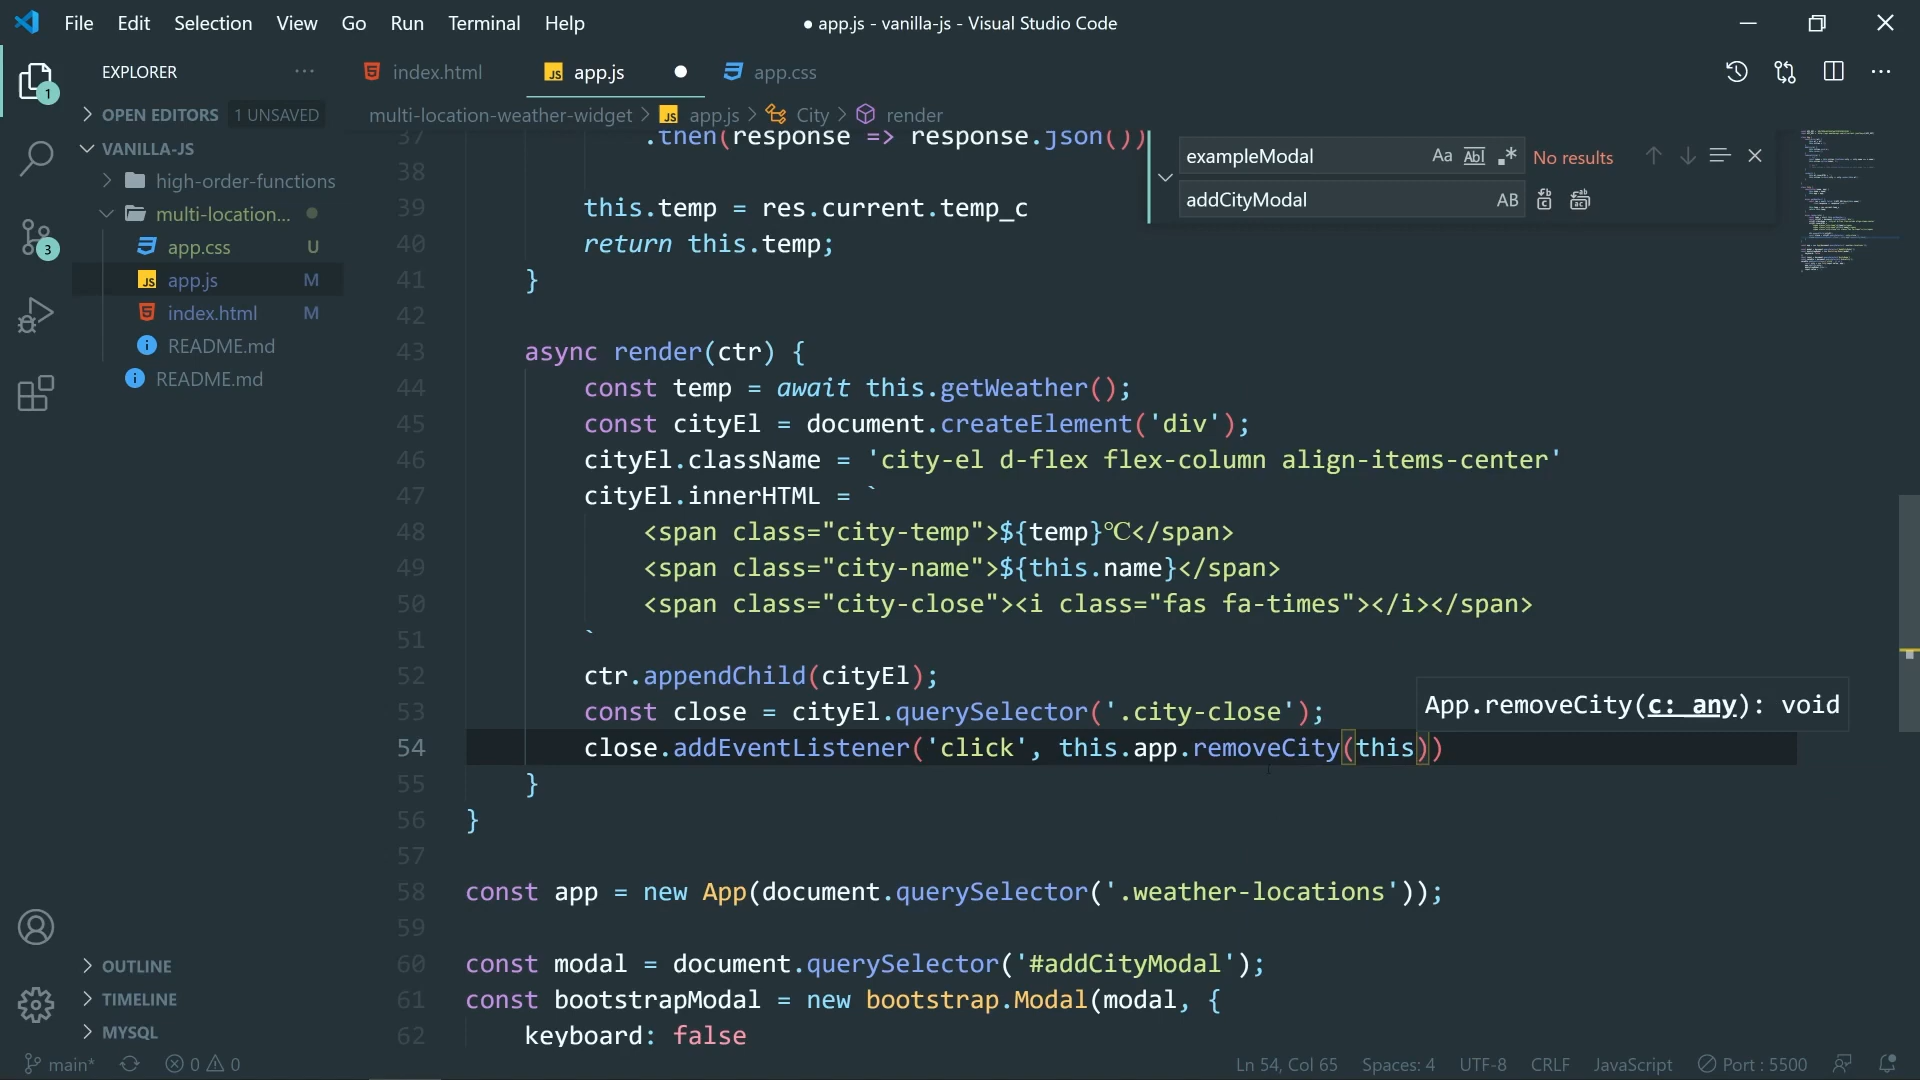 File Edit Selection View Go Run Terminal Help
● app.js - vanilla-js - Visual Studio Code
EXPLORER
index.html
JS app.js ●
app.css
OPEN EDITORS 1 UNSAVED
multi-location-weather-widget > JS app.js > City > render
VANILLA-JS
high-order-functions
multi-location...
app.css U
JS app.js M
index.html M
README.md
README.md
OUTLINE
TIMELINE
MYSQL
exampleModal Aa Abl .* No results
addCityModal AB
37 .then(response => response.json())
38
39 this.temp = res.current.temp_c
40 return this.temp;
41 }
42
43 async render(ctr) {
44 const temp = await this.getWeather();
45 const cityEl = document.createElement('div');
46 cityEl.className = 'city-el d-flex flex-column align-items-center'
47 cityEl.innerHTML = `
48 <span class="city-temp">${temp}℃</span>
49 <span class="city-name">${this.name}</span>
50 <span class="city-close"><i class="fas fa-times"></i></span>
51 `
52 ctr.appendChild(cityEl);
53 const close = cityEl.querySelector('.city-close');
App.removeCity(c: any): void
54 close.addEventListener('click', this.app.removeCity(this))
55 }
56 }
57
58 const app = new App(document.querySelector('.weather-locations'));
59
60 const modal = document.querySelector('#addCityModal');
61 const bootstrapModal = new bootstrap.Modal(modal, {
62 keyboard: false
1
3
main* 0 0
Ln 54, Col 65 Spaces: 4 UTF-8 CRLF JavaScript Port : 5500